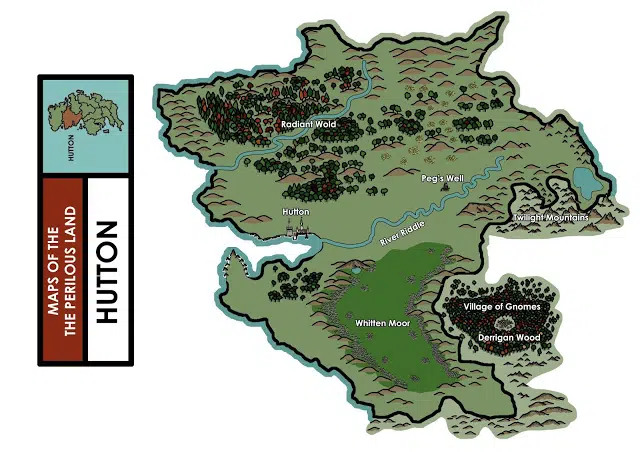 HUTTON
MAPS OF THE
THE PERILOUS LAND
HUTTON
Radiant Wold
Peg's Well
Hutton
Twilight Mountains
River Riddle
Village of Gnomes
Whitten Moor
Derrigan Wood